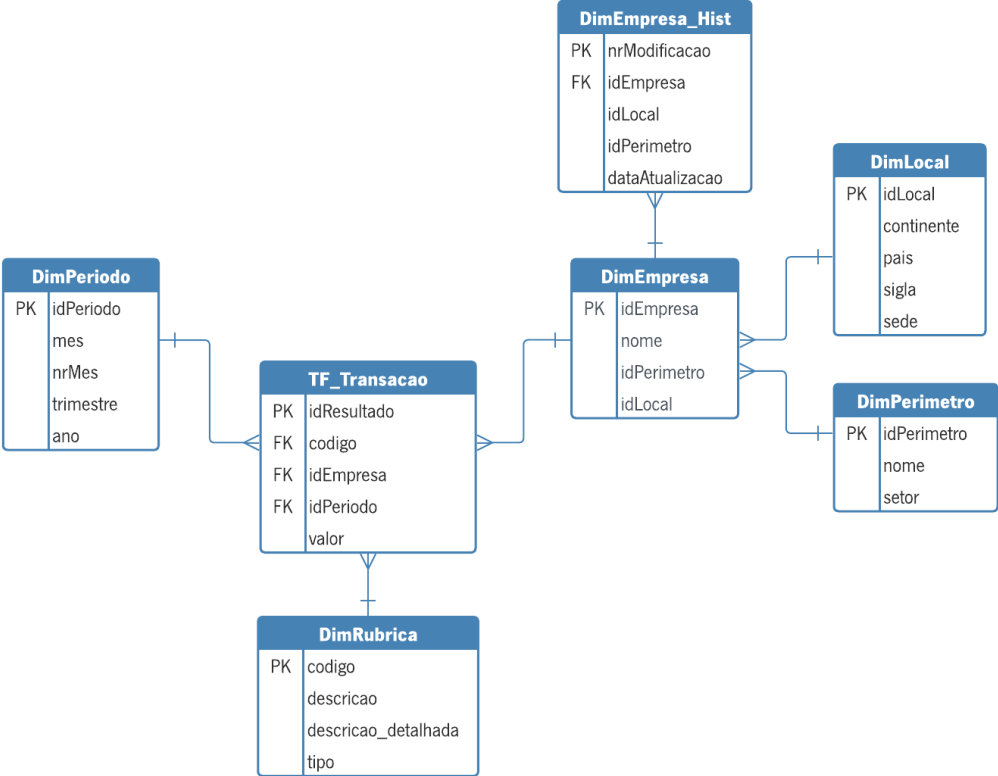 DimEmpresa_Hist
PK nrModificacao
FK idEmpresa
idLocal
idPerimetro
dataAtualizacao
DimLocal
PK idLocal
continente
pais
sigla
sede
DimPeriodo
PK idPeriodo
mes
nrMes
trimestre
ano
DimEmpresa
PK idEmpresa
nome
idPerimetro
idLocal
TF_Transacao
PK idResultado
FK codigo
FK idEmpresa
FK idPeriodo
valor
DimPerimetro
PK idPerimetro
nome
setor
DimRubrica
PK codigo
descricao
descricao_detalhada
tipo